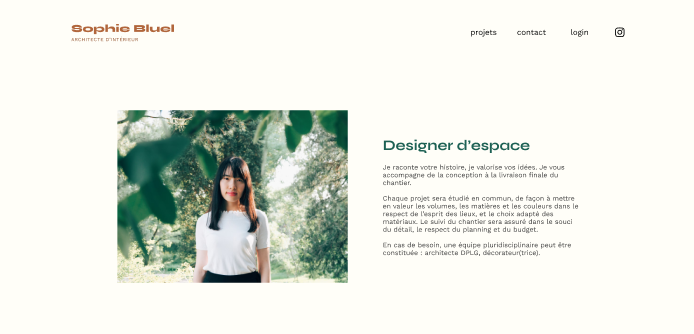 Sophie Bluel
ARCHITECTE D'INTÉRIEUR
projets
contact
login
Designer d'espace
Je raconte votre histoire, je valorise vos idées. Je vous
accompagne de la conception à la livraison finale du
chantier.
Chaque projet sera étudié en commun, de façon à mettre
en valeur les volumes, les matières et les couleurs dans le
respect de l'esprit des lieux, et le choix adapté des
matériaux. Le suivi du chantier sera assuré dans le souci
du détail, le respect du planning et du budget.
En cas de besoin, une équipe pluridisciplinaire peut être
constituée : architecte DPLG, décorateur(trice).